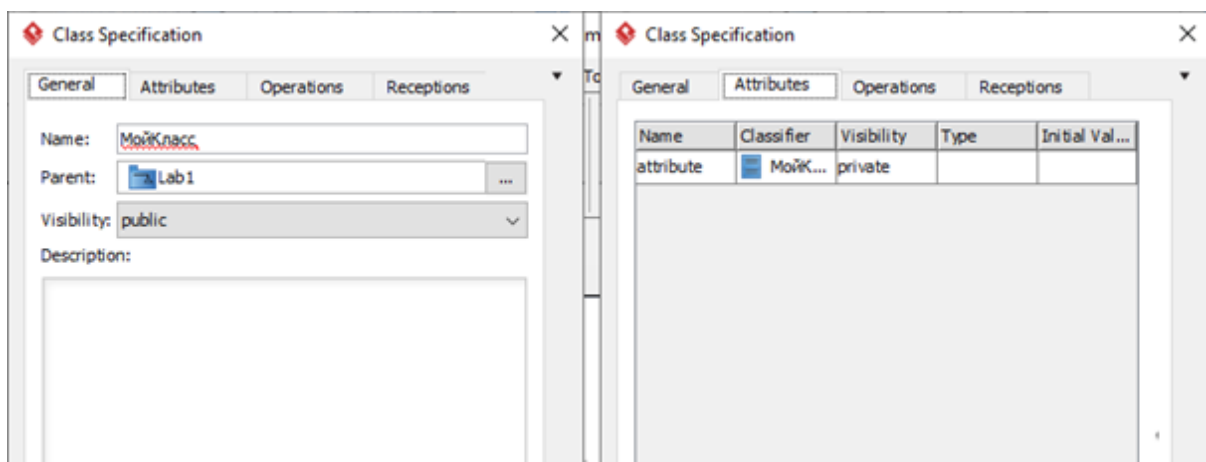 Class Specification
General Attributes Operations Receptions
Name: МойКласс
Parent: Lab1 ...
Visibility: public
Description:
m
To
Class Specification
General Attributes Operations Receptions
Name Classifier Visibility Type Initial Val...
attribute МойК... private